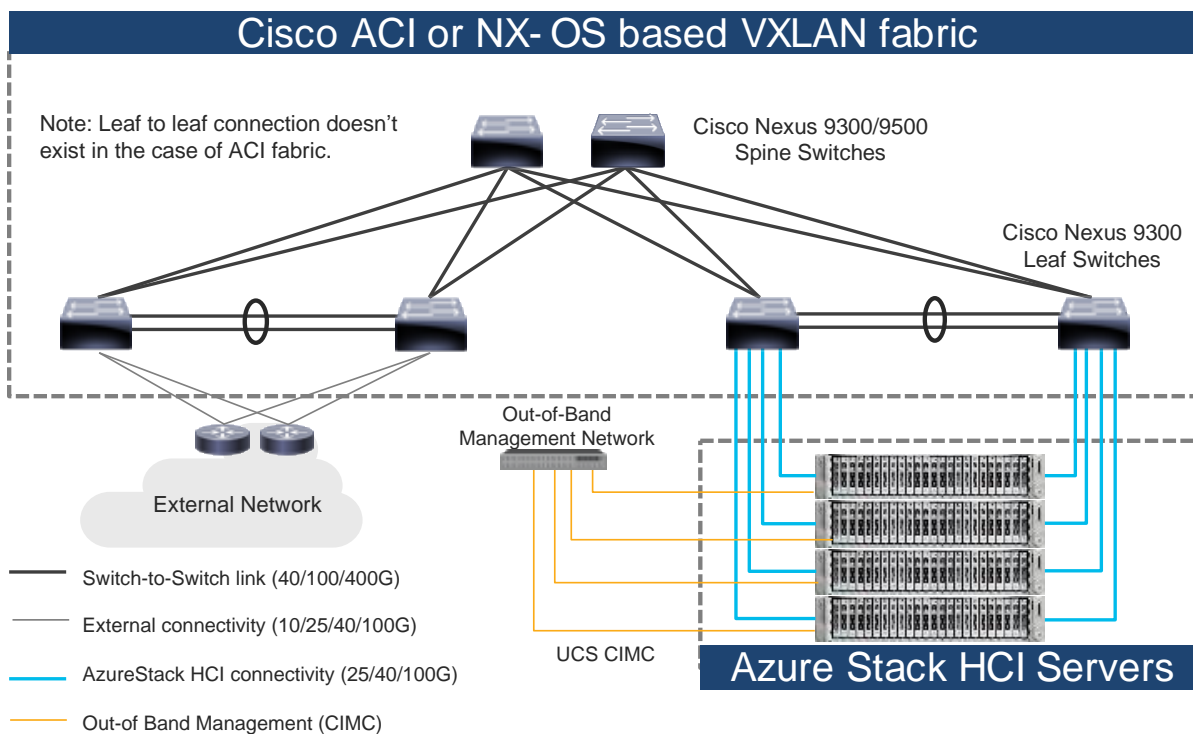 Cisco ACI or NX- OS based VXLAN fabric
Note: Leaf to leaf connection doesn't
exist in the case of ACI fabric.
Cisco Nexus 9300/9500
Spine Switches
Cisco Nexus 9300
Leaf Switches
Out-of-Band
Management Network
External Network
Switch-to-Switch link (40/100/400G)
External connectivity (10/25/40/100G)
AzureStack HCI connectivity (25/40/100G)
Out-of Band Management (CIMC)
UCS CIMC
Azure Stack HCI Servers